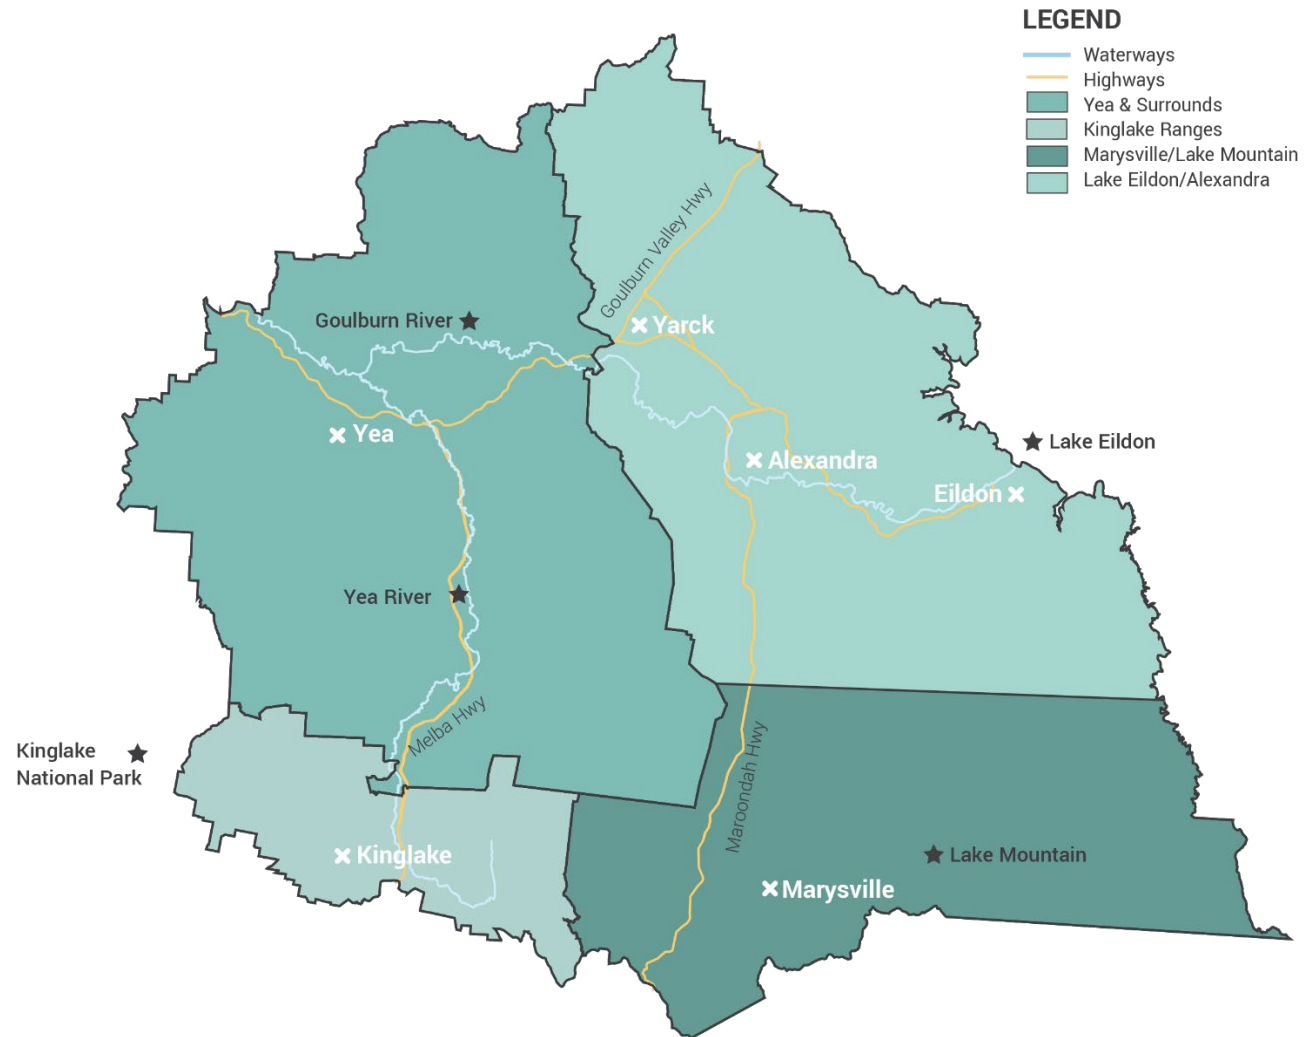 LEGEND
Waterways
Highways
Yea & Surrounds
Kinglake Ranges
Marysville/Lake Mountain
Lake Eildon/Alexandra
Goulburn Valley Hwy
Goulburn River
Yarck
Yea
Lake Eildon
Alexandra
Eildon
Yea River
Melba Hwy
Maroondah Hwy
Kinglake
National Park
Kinglake
Lake Mountain
Marysville